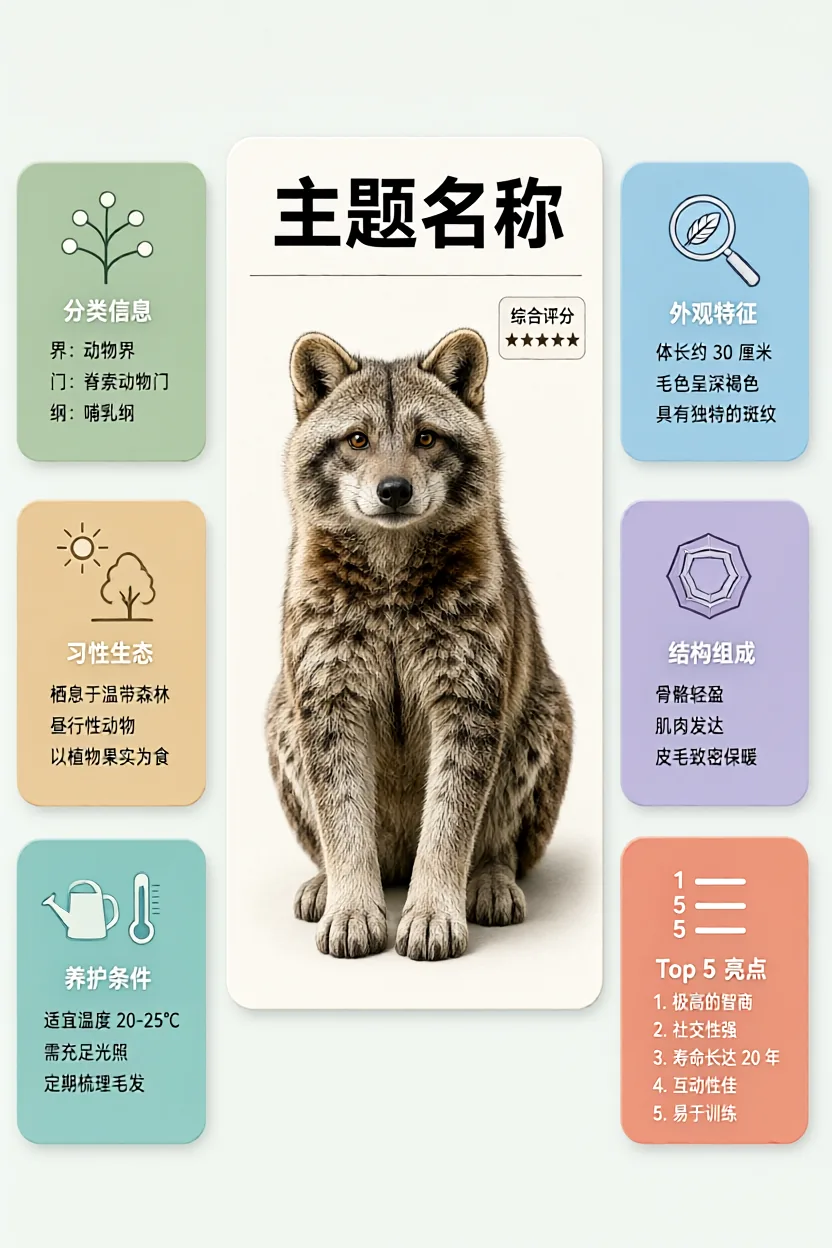 主题名称
综合评分
★★★★★
分类信息
界：动物界
门：脊索动物门
纲：哺乳纲
习性生态
栖息于温带森林
昼行性动物
以植物果实为食
养护条件
适宜温度 20-25°C
需充足光照
定期梳理毛发
外观特征
体长约 30 厘米
毛色呈深褐色
具有独特的斑纹
结构组成
骨骼轻盈
肌肉发达
皮毛致密保暖
1
5
5
Top 5 亮点
1. 极高的智商
2. 社交性强
3. 寿命长达 20 年
4. 互动性佳
5. 易于训练